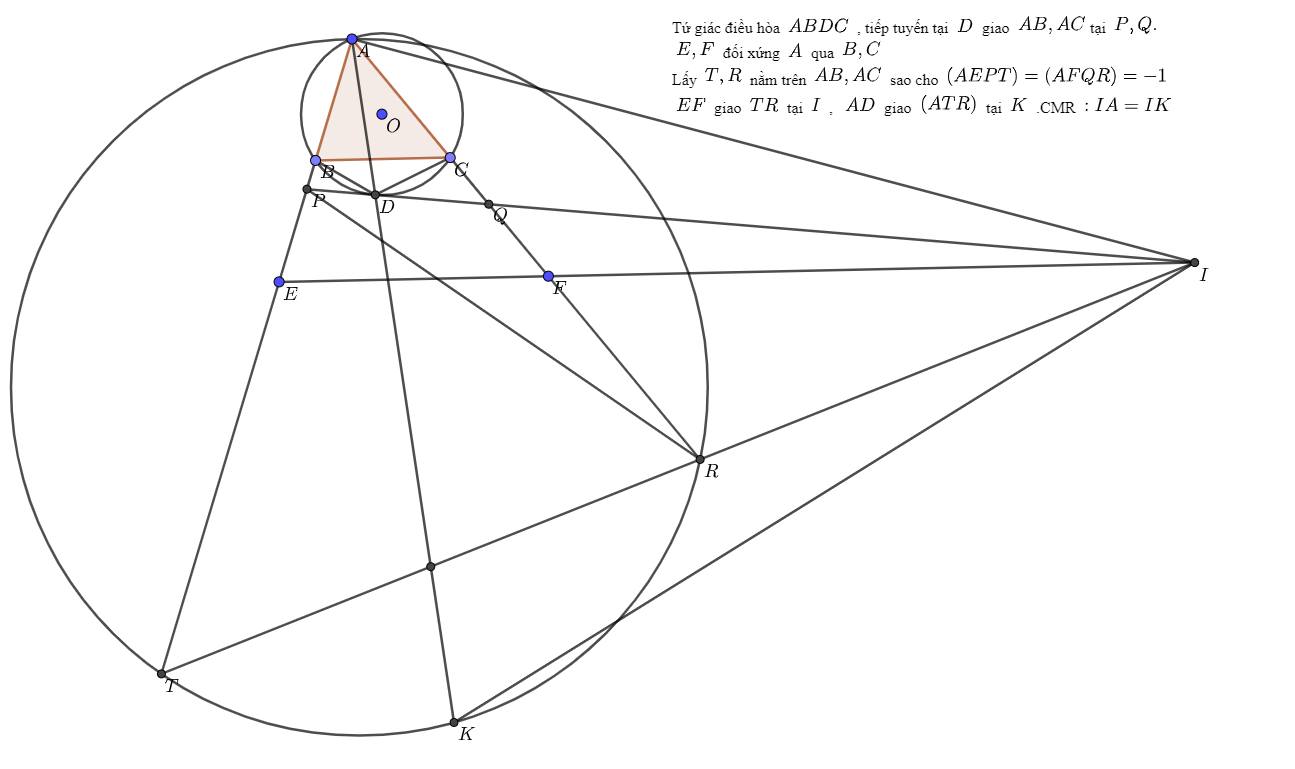 Tứ giác điều hòa ABDC , tiếp tuyến tại D giao AB, AC tại P, Q.
E, F đối xứng A qua B, C
Lấy T, R nằm trên AB, AC sao cho (AEPT) = (AFQR) = −1
EF giao TR tại I , AD giao (ATR) tại K .CMR : IA = IK
A
O
B
C
P
D
Q
E
F
I
R
T
K